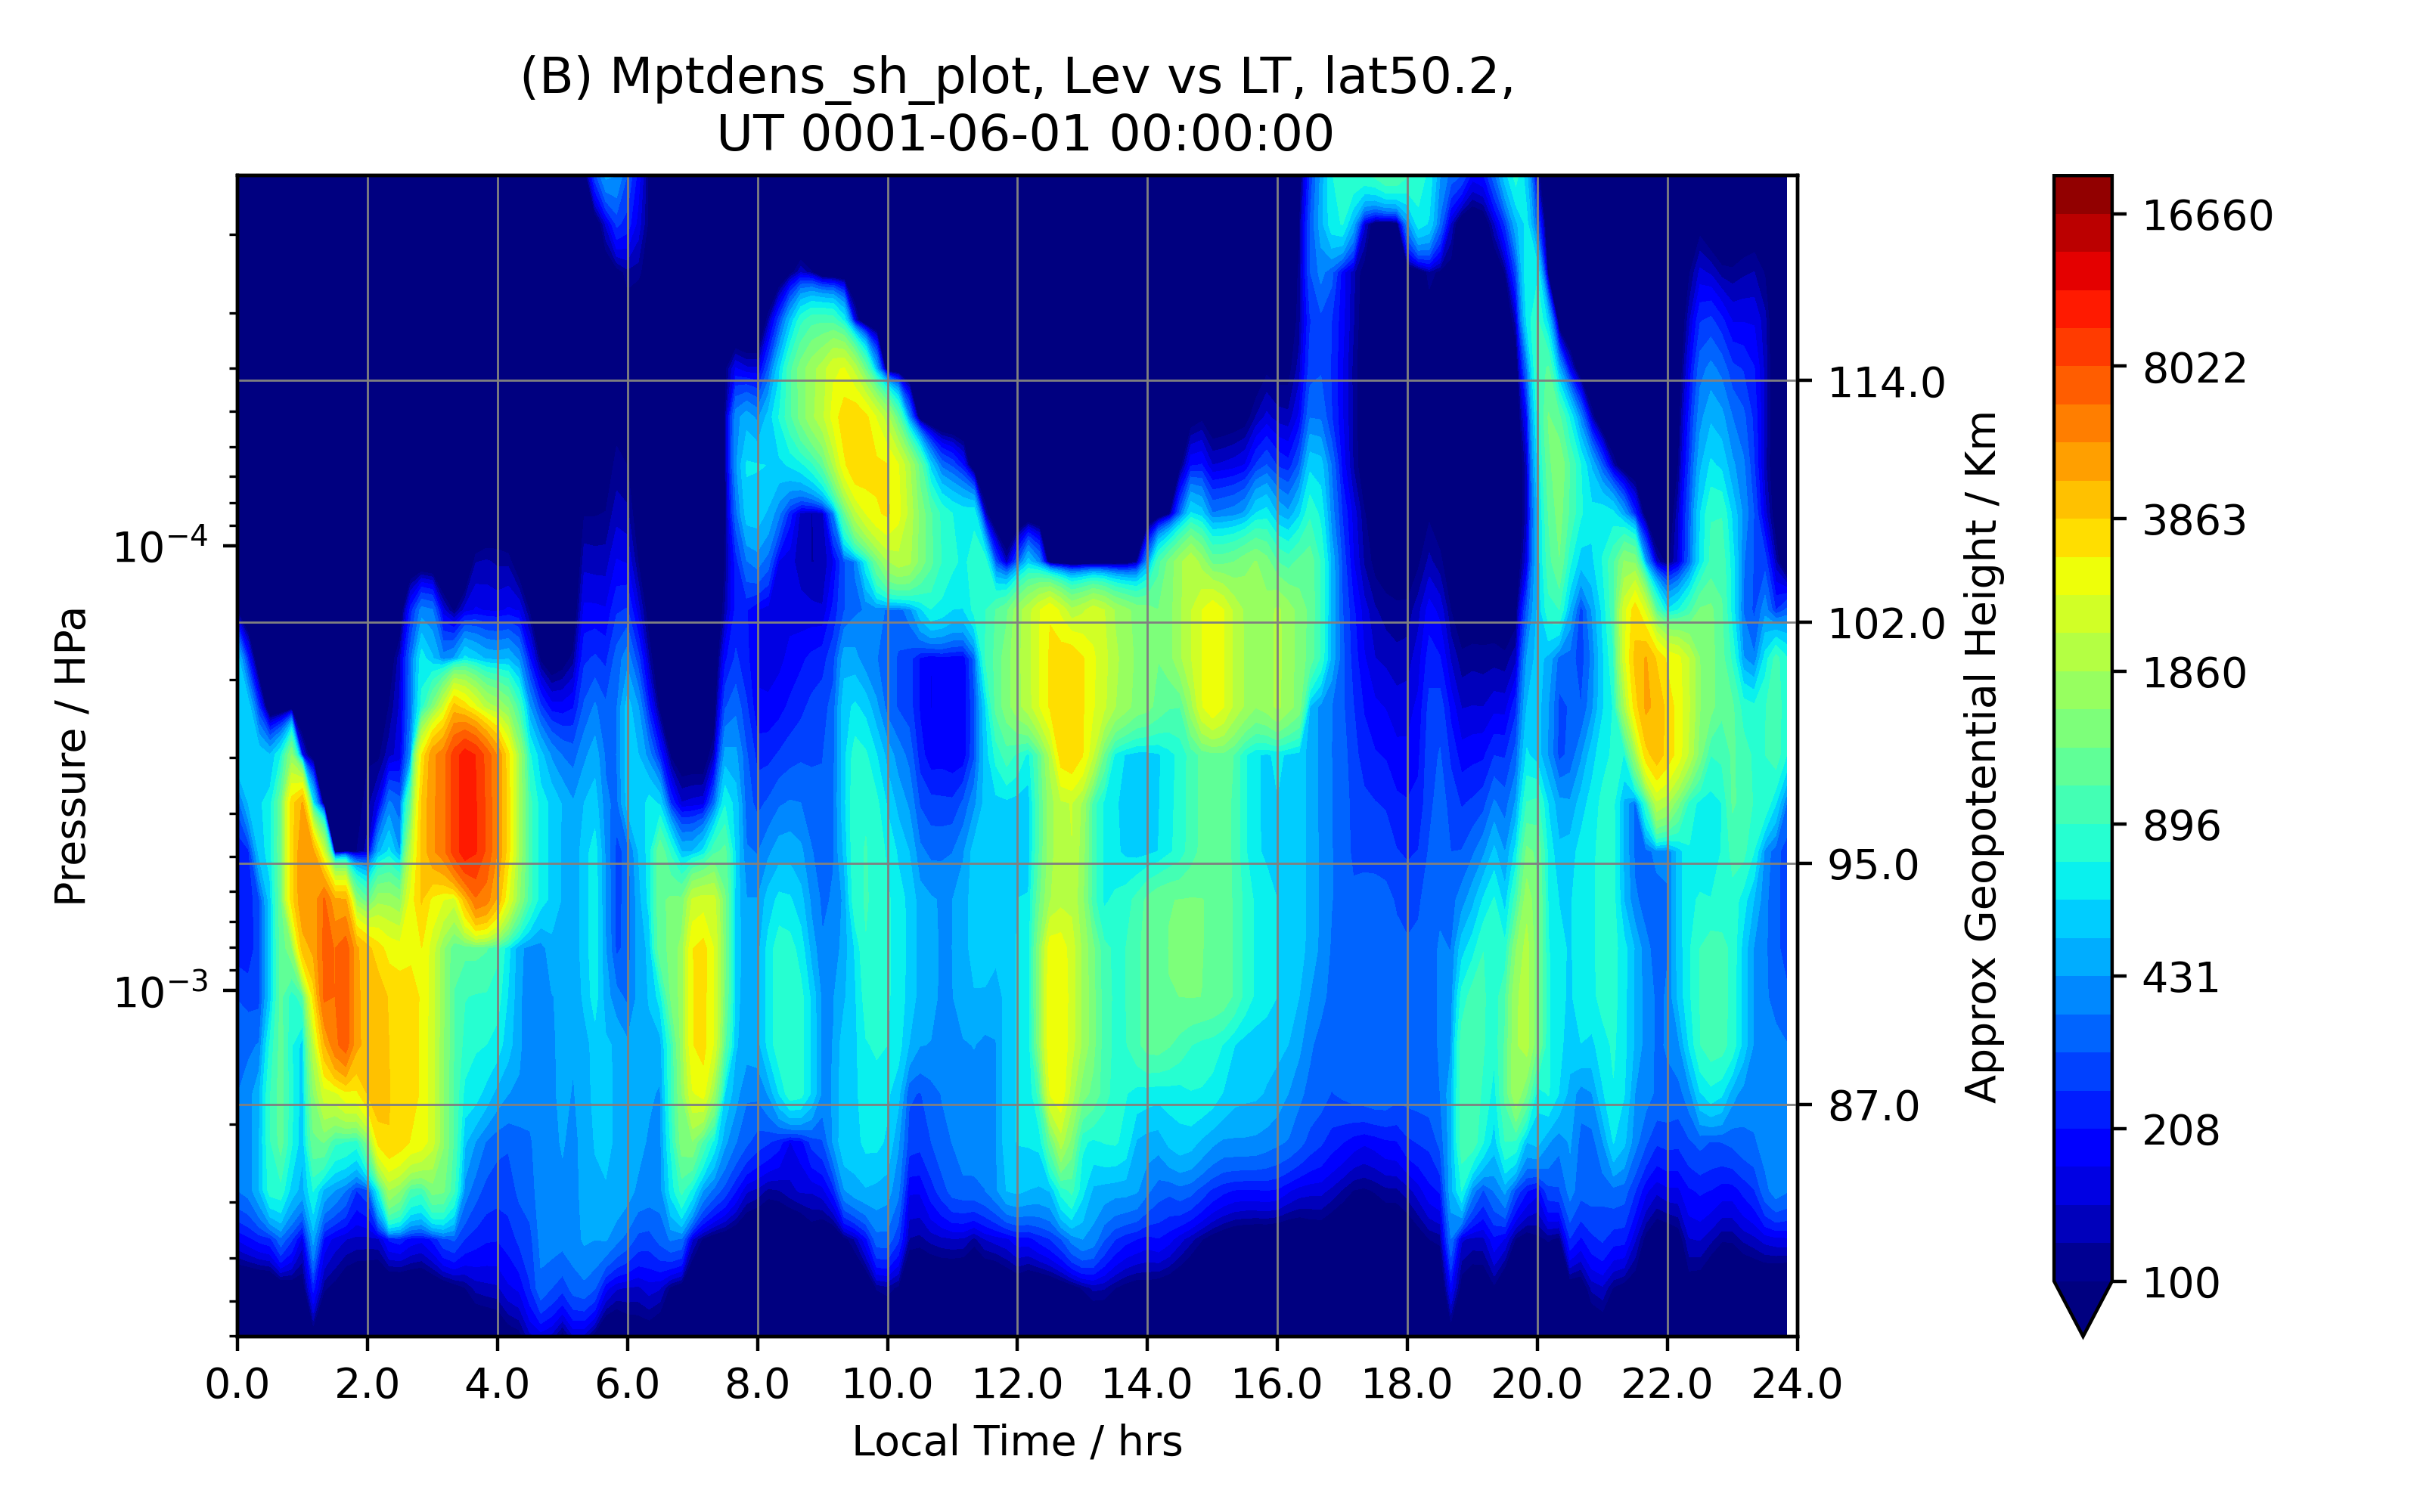 (B) Mptdens_sh_plot, Lev vs LT, lat50.2,
UT 0001-06-01 00:00:00
Pressure / HPa
10⁻⁴
10⁻³
114.0
102.0
95.0
87.0
Approx Geopotential Height / Km
16660
8022
3863
1860
896
431
208
100
0.0 2.0 4.0 6.0 8.0 10.0 12.0 14.0 16.0 18.0 20.0 22.0 24.0
Local Time / hrs